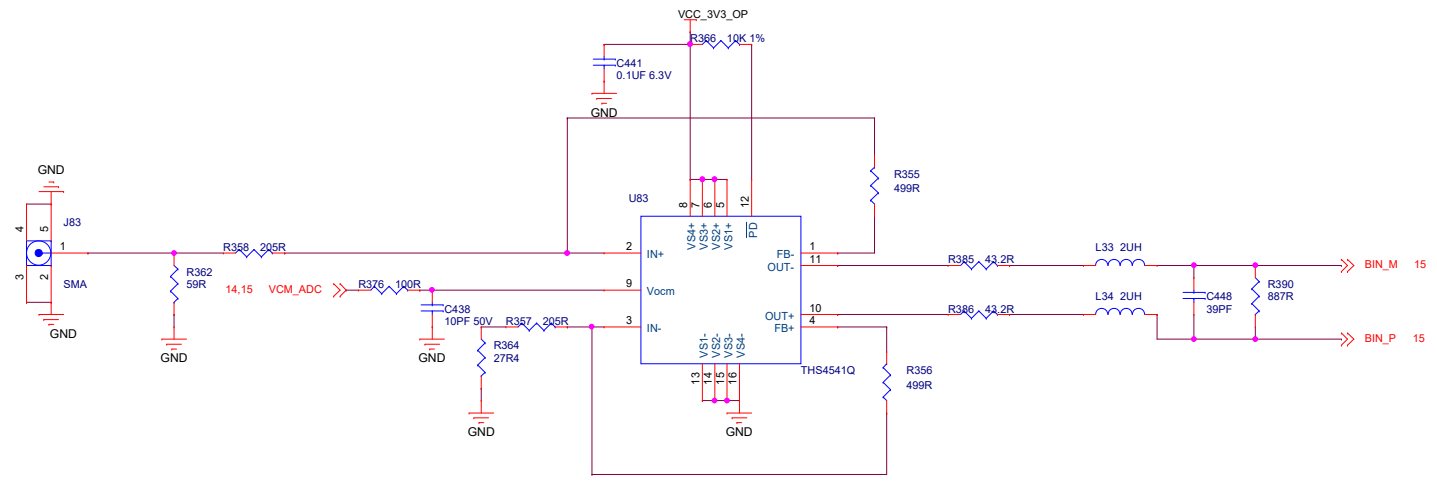 VCC_3V3_OP
R366 10K 1%
C441
0.1UF 6.3V
GND
GND
R355
499R
U83
8
7
6
5
12
4
5
J83
VS4+
VS3+
VS2+
VS1+
PD
1
R358 205R
2
IN+
FB-
1
L33 2UH
OUT-
11
R385 43.2R
BIN_M 15
3
2
R362
59R
SMA
14,15 VCM_ADC
R376 100R
9
Vocm
C448
39PF
R390
887R
C438
10PF 50V
L34 2UH
10
R386 43.2R
OUT+
GND
R357 205R
3
IN-
FB+
4
BIN_P 15
GND
GND
R364
27R4
VS1-
VS2-
VS3-
VS4-
THS4541Q
R356
499R
13
14
15
16
GND
GND